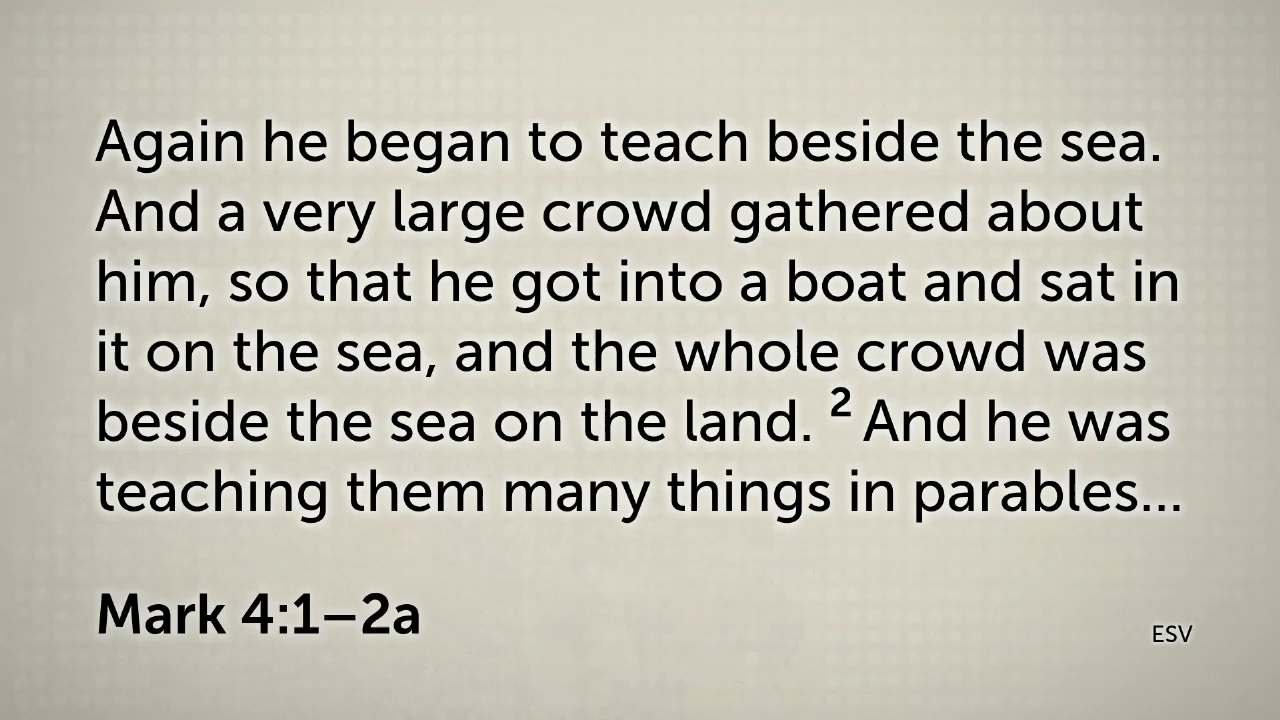 Again he began to teach beside the sea.
And a very large crowd gathered about
him, so that he got into a boat and sat in
it on the sea, and the whole crowd was
beside the sea on the land. ² And he was
teaching them many things in parables...
Mark 4:1–2a
ESV